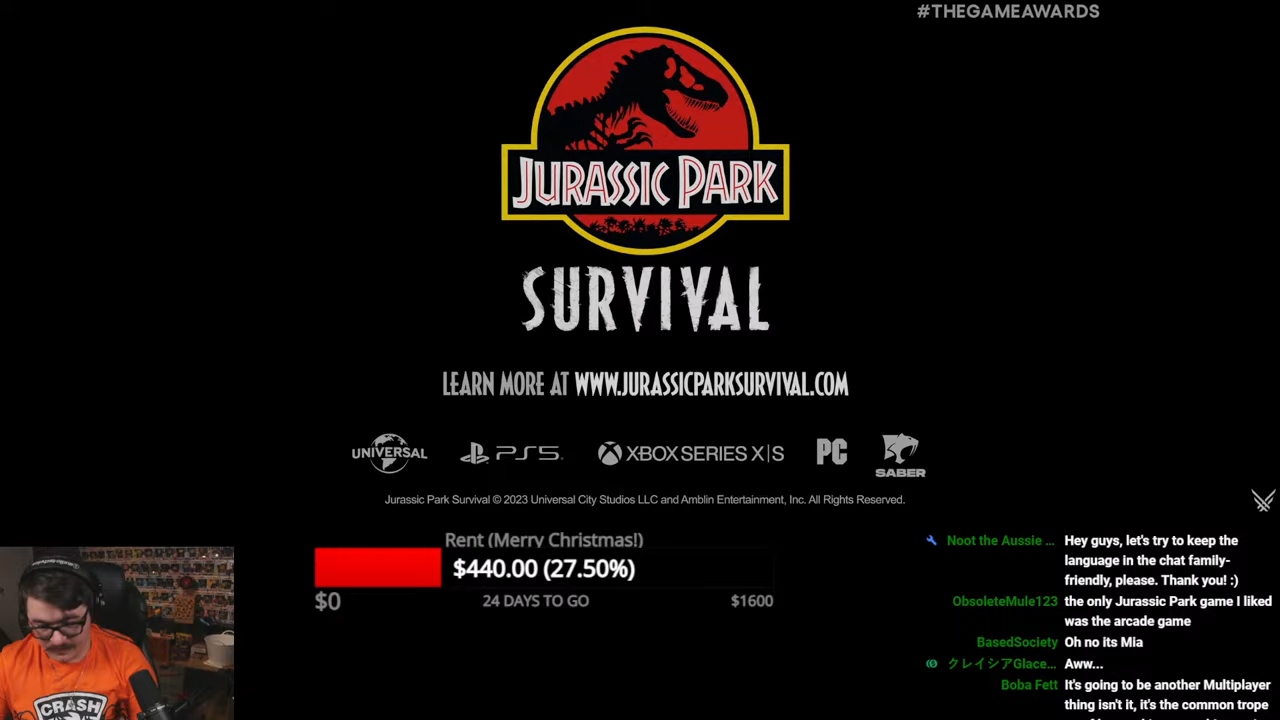 #THEGAMEAWARDS
JURASSIC PARK
SURVIVAL
LEARN MORE AT WWW.JURASSICPARKSURVIVAL.COM
UNIVERSAL PS5 XBOX SERIES X|S PC SABER
Jurassic Park Survival © 2023 Universal City Studios LLC and Amblin Entertainment, Inc. All Rights Reserved.
Rent (Merry Christmas!)
$440.00 (27.50%)
$0 24 DAYS TO GO $1600
Noot the Aussie ... Hey guys, let's try to keep the
language in the chat family-
friendly, please. Thank you! :)
ObsoleteMule123 the only Jurassic Park game I liked
was the arcade game
BasedSociety Oh no its Mia
クレイシアGlace... Aww...
Boba Fett It's going to be another Multiplayer
thing isn't it, it's the common trope
CRASH